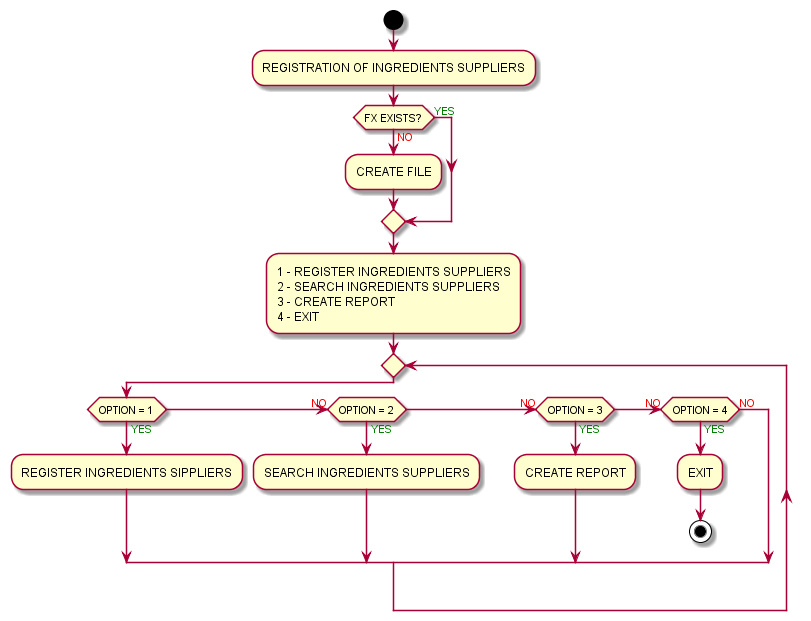 REGISTRATION OF INGREDIENTS SUPPLIERS
FX EXISTS?
YES
NO
CREATE FILE
1 - REGISTER INGREDIENTS SUPPLIERS
2 - SEARCH INGREDIENTS SUPPLIERS
3 - CREATE REPORT
4 - EXIT
OPTION = 1
NO
OPTION = 2
NO
OPTION = 3
NO
OPTION = 4
NO
YES
YES
YES
YES
REGISTER INGREDIENTS SIPPLIERS
SEARCH INGREDIENTS SUPPLIERS
CREATE REPORT
EXIT